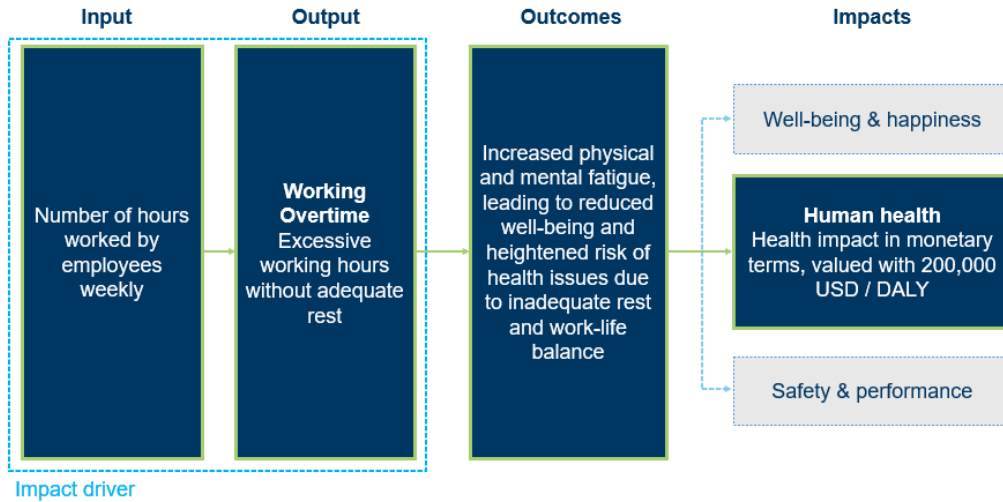 Input
Output
Outcomes
Impacts
Number of hours
worked by
employees
weekly
Working
Overtime
Excessive
working hours
without adequate
rest
Increased physical
and mental fatigue,
leading to reduced
well-being and
heightened risk of
health issues due
to inadequate rest
and work-life
balance
Well-being & happiness
Human health
Health impact in monetary
terms, valued with 200,000
USD / DALY
Safety & performance
Impact driver